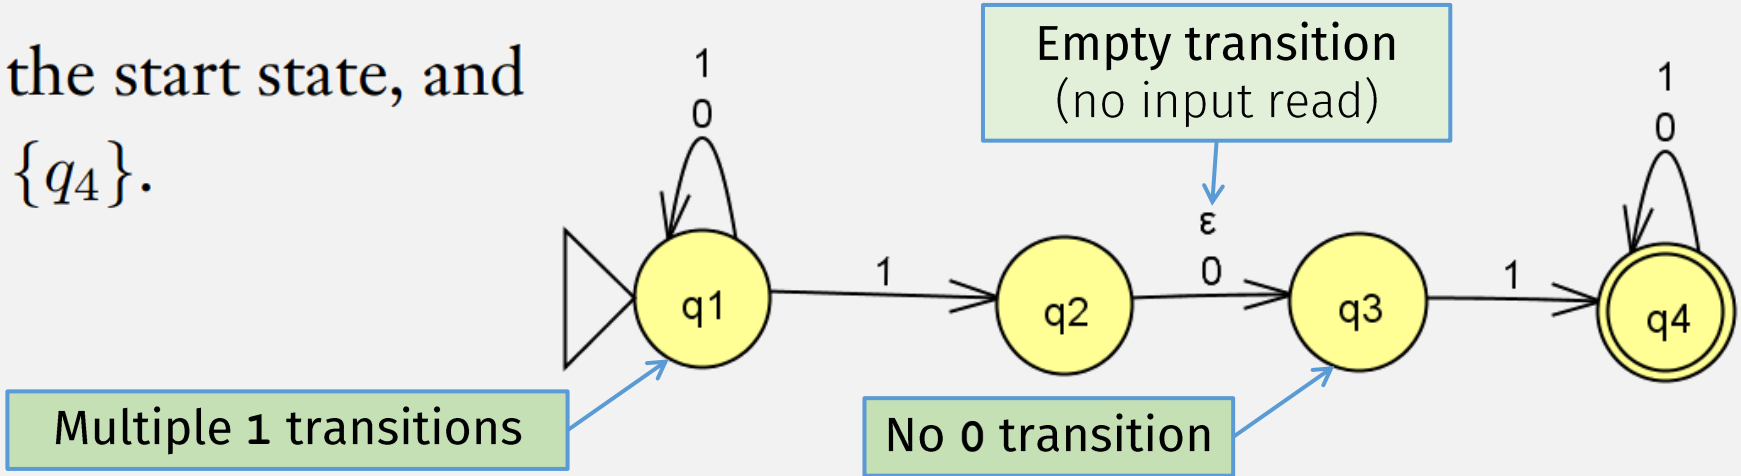 the start state, and
{q4}.
Empty transition
(no input read)
1
0
1
0
ε
0
1
1
q1
q2
q3
q4
Multiple 1 transitions
No 0 transition